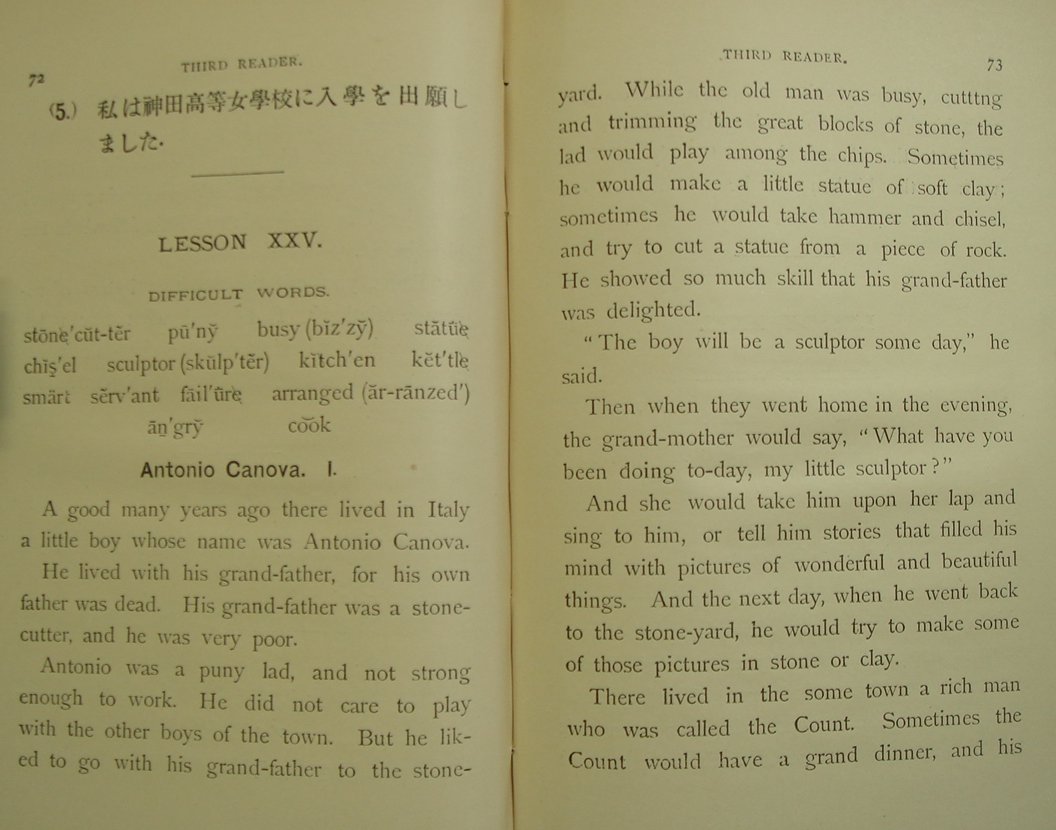 72
THIRD READER.
(5.) 私は神田高等女學校に入學を出願し
ました.
LESSON XXV.
DIFFICULT WORDS.
stōne̸'cŭt-tẽr pū'nў busy (bĭz'zў) stătūe̸
chĭş'el sculptor (skŭlp'tẽr) kĭtch'en kĕt'tle̸
smärt sẽrv'ant fāil'ūre̸ arranged (ăr-rānzed')
āṉ'grў co͝ok
Antonio Canova. I.
A good many years ago there lived in Italy
a little boy whose name was Antonio Canova.
He lived with his grand-father, for his own
father was dead. His grand-father was a stone-
cutter, and he was very poor.
Antonio was a puny lad, and not strong
enough to work. He did not care to play
with the other boys of the town. But he lik-
ed to go with his grand-father to the stone-
THIRD READER.
73
yard. While the old man was busy, cutttng
and trimming the great blocks of stone, the
lad would play among the chips. Sometimes
he would make a little statue of soft clay;
sometimes he would take hammer and chisel,
and try to cut a statue from a piece of rock.
He showed so much skill that his grand-father
was delighted.
“The boy will be a sculptor some day,” he
said.
Then when they went home in the evening,
the grand-mother would say, “What have you
been doing to-day, my little sculptor?”
And she would take him upon her lap and
sing to him, or tell him stories that filled his
mind with pictures of wonderful and beautiful
things. And the next day, when he went back
to the stone-yard, he would try to make some
of those pictures in stone or clay.
There lived in the some town a rich man
who was called the Count. Sometimes the
Count would have a grand dinner, and his